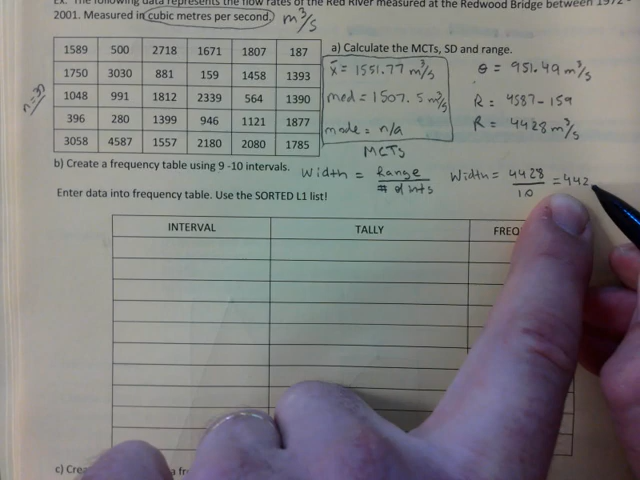 Ex. The following data represents the flow rates of the Red River measured at the Redwood Bridge between 1972 -
2001. Measured in cubic metres per second. m³/s
1589 500 2718 1671 1807 187
1750 3030 881 159 1458 1393
1048 991 1812 2339 564 1390
396 280 1399 946 1121 1877
3058 4587 1557 2180 2080 1785
n=30
a) Calculate the MCTs, SD and range.
x̄ = 1551.77 m³/s
med = 1507.5 m³/s
mode = n/a
MCTs
θ = 951.49 m³/s
R = 4587-159
R = 4428 m³/s
b) Create a frequency table using 9 -10 intervals.
Width = Range / # of ints
Width = 4428 / 10 = 442
Enter data into frequency table. Use the SORTED L1 list!
INTERVAL TALLY FREQ